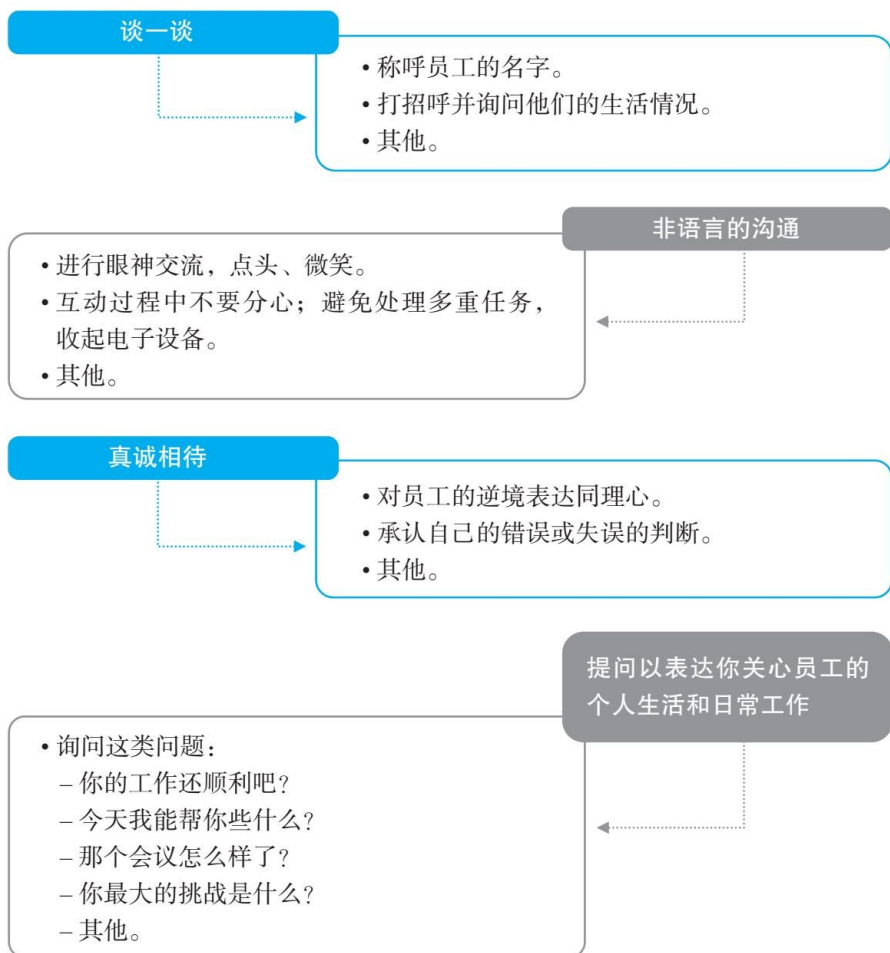 谈一谈
• 称呼员工的名字。
• 打招呼并询问他们的生活情况。
• 其他。
非语言的沟通
• 进行眼神交流，点头、微笑。
• 互动过程中不要分心；避免处理多重任务，
收起电子设备。
• 其他。
真诚相待
• 对员工的逆境表达同理心。
• 承认自己的错误或失误的判断。
• 其他。
提问以表达你关心员工的
个人生活和日常工作
• 询问这类问题：
– 你的工作还顺利吧？
– 今天我能帮你些什么？
– 那个会议怎么样了？
– 你最大的挑战是什么？
– 其他。